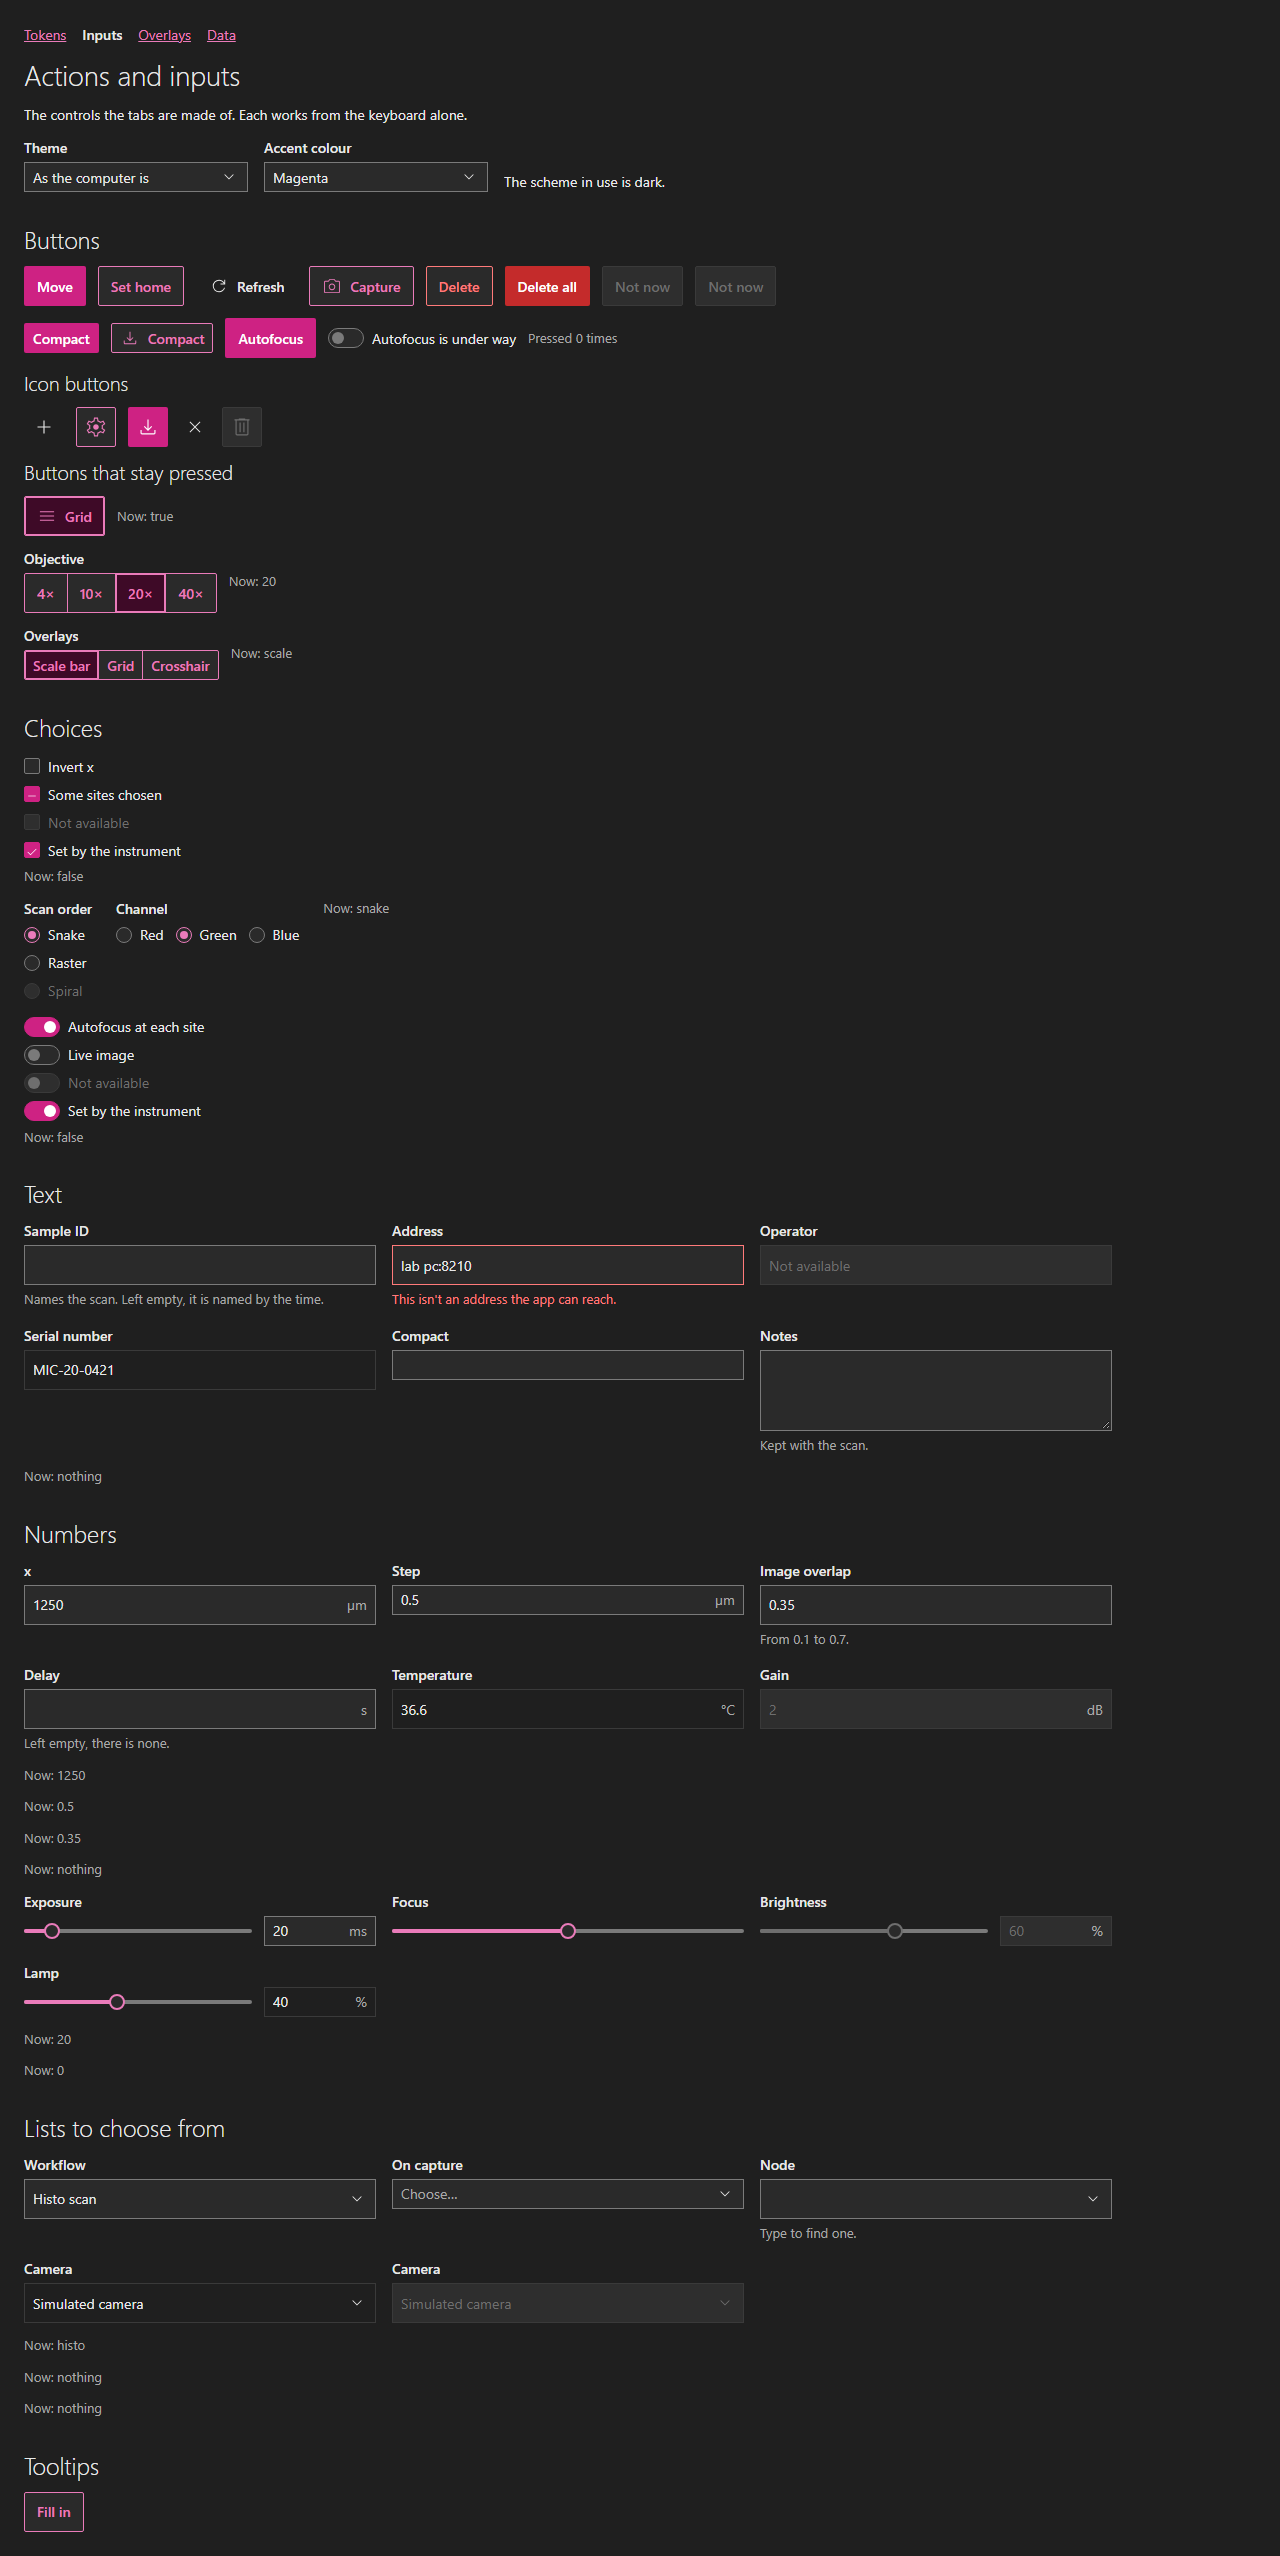 Tokens Inputs Overlays Data
Actions and inputs
The controls the tabs are made of. Each works from the keyboard alone.
Theme Accent colour
As the computer is Magenta The scheme in use is dark.
Buttons
Move Set home Refresh Capture Delete Delete all Not now Not now
Compact Compact Autofocus Autofocus is under way Pressed 0 times
Icon buttons
Buttons that stay pressed
Grid Now: true
Objective
4× 10× 20× 40× Now: 20
Overlays
Scale bar Grid Crosshair Now: scale
Choices
Invert x
Some sites chosen
Not available
Set by the instrument
Now: false
Scan order Channel Now: snake
Snake Red Green Blue
Raster
Spiral
Autofocus at each site
Live image
Not available
Set by the instrument
Now: false
Text
Sample ID Address Operator
lab pc:8210 Not available
Names the scan. Left empty, it is named by the time. This isn't an address the app can reach.
Serial number Compact Notes
MIC-20-0421
Kept with the scan.
Now: nothing
Numbers
x Step Image overlap
1250 µm 0.5 µm 0.35
From 0.1 to 0.7.
Delay Temperature Gain
s 36.6 °C 2 dB
Left empty, there is none.
Now: 1250
Now: 0.5
Now: 0.35
Now: nothing
Exposure Focus Brightness
20 ms 60 %
Lamp
40 %
Now: 20
Now: 0
Lists to choose from
Workflow On capture Node
Histo scan Choose...
Type to find one.
Camera Camera
Simulated camera Simulated camera
Now: histo
Now: nothing
Now: nothing
Tooltips
Fill in